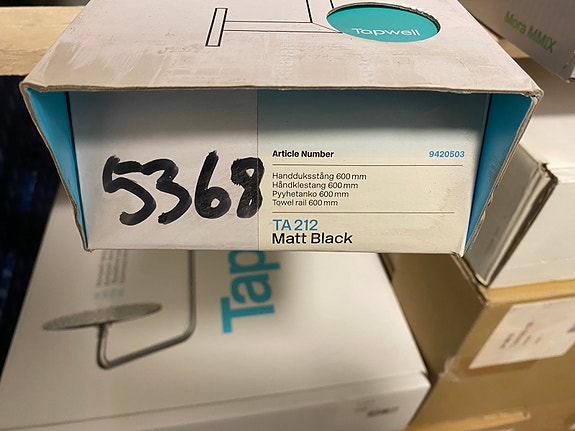 Tapwell
Mora MMIX
5368
Article Number 9420503
Handduksstång 600 mm
Håndklestang 600 mm
Pyyhetanko 600 mm
Towel rail 600 mm
TA 212
Matt Black
Tap